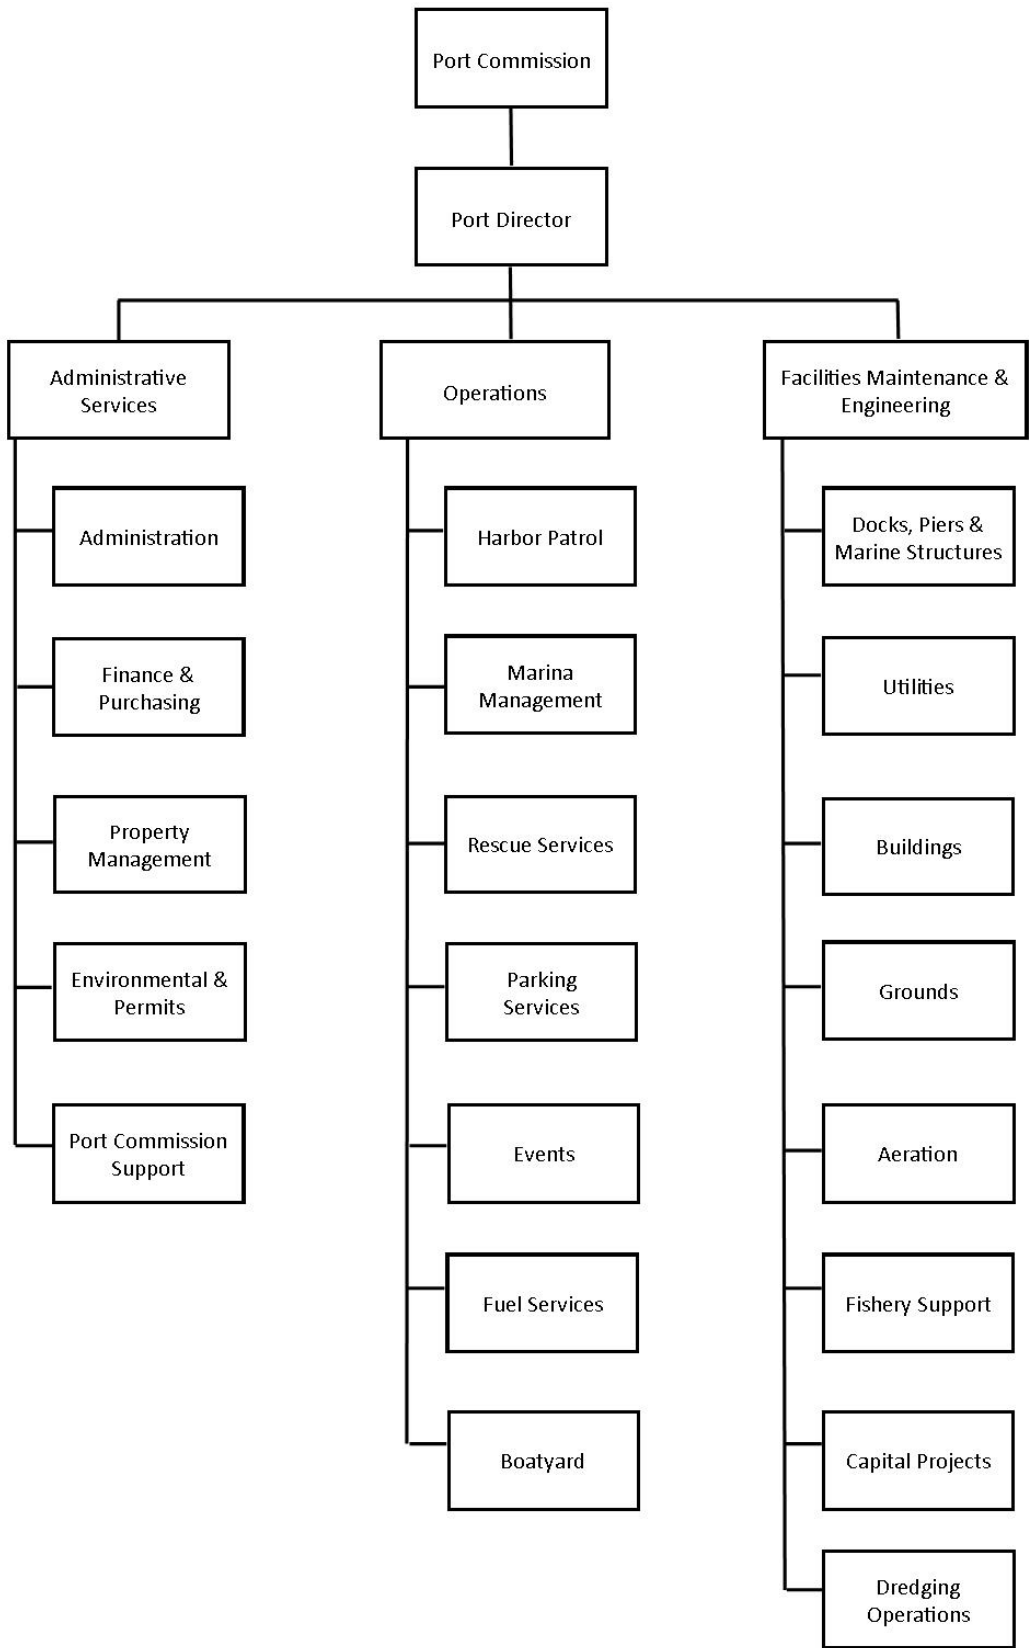 Port Commission
Port Director
Administrative
Services
Administration
Finance &
Purchasing
Property
Management
Environmental &
Permits
Port Commission
Support
Operations
Harbor Patrol
Marina
Management
Rescue Services
Parking
Services
Events
Fuel Services
Boatyard
Facilities Maintenance &
Engineering
Docks, Piers &
Marine Structures
Utilities
Buildings
Grounds
Aeration
Fishery Support
Capital Projects
Dredging
Operations